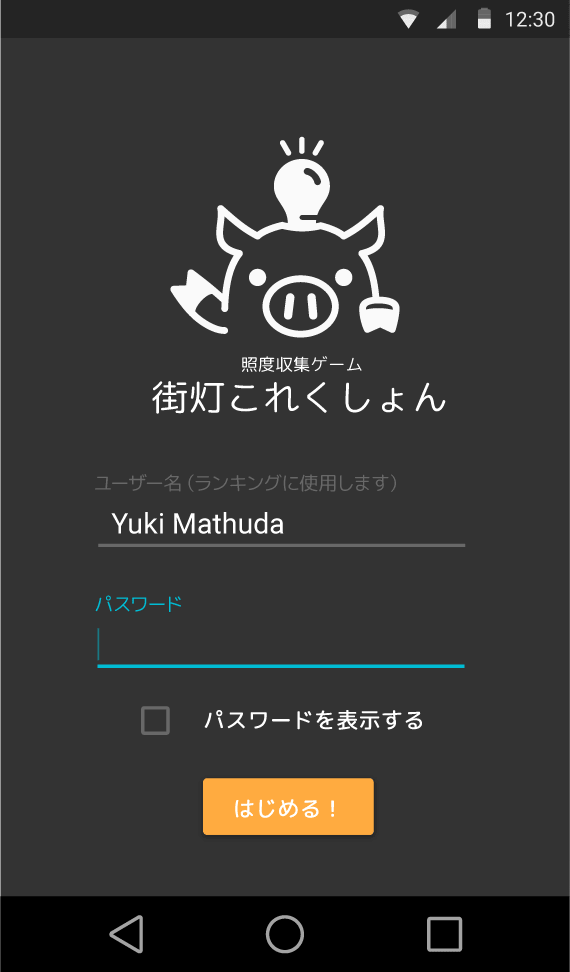 12:30
照度収集ゲーム
街灯これくしょん
ユーザー名（ランキングに使用します）
Yuki Mathuda
パスワード
パスワードを表示する
はじめる！